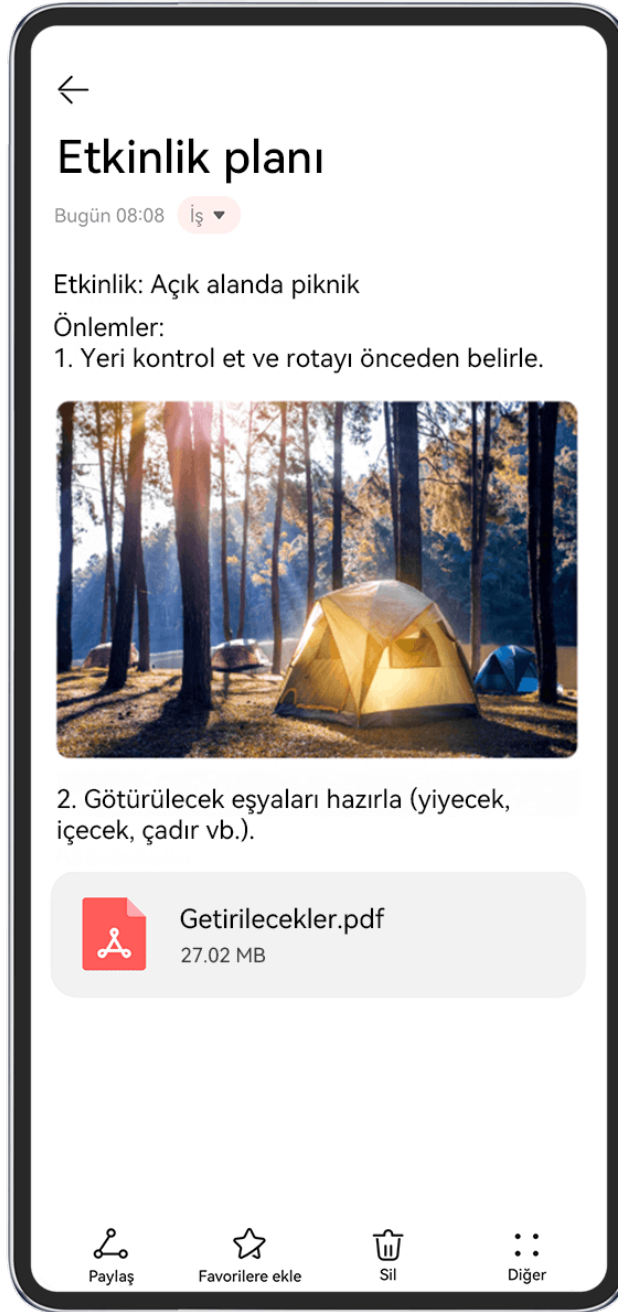 Etkinlik planı
Bugün 08:08 İş
Etkinlik: Açık alanda piknik
Önlemler:
1. Yeri kontrol et ve rotayı önceden belirle.
2. Götürülecek eşyaları hazırla (yiyecek,
içecek, çadır vb.).
Getirilecekler.pdf
27.02 MB
Paylaş Favorilere ekle Sil Diğer